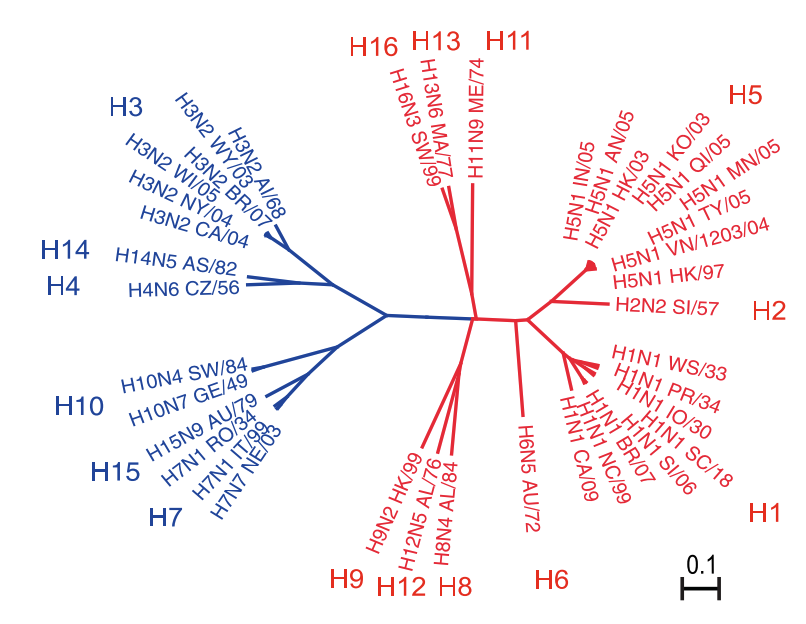 H16
H13
H11
H16N3 SW/99
H13N6 MA/77
H11N9 ME/74
H3
H3N2 WY/03
H3N2 AI/68
H3N2 WI/05
H3N2 BR/07
H3N2 NY/04
H3N2 CA/04
H5
H5N1 IN/05
H5N1 AN/05
H5N1 HK/03
H5N1 KO/03
H5N1 QI/05
H5N1 MN/05
H5N1 TY/05
H5N1 VN/1203/04
H5N1 HK/97
H14
H14N5 AS/82
H4
H4N6 CZ/56
H2N2 SI/57
H2
H10N4 SW/84
H10N7 GE/49
H10
H15N9 AU/79
H15
H7N1 RO/34
H7N1 IT/99
H7N7 NE/03
H7
H1N1 WS/33
H1N1 PR/34
H1N1 IO/30
H1N1 SC/18
H1N1 SI/06
H1N1 BR/07
H1N1 NC/99
H1N1 CA/09
H1
H6N5 AU/72
H9N2 HK/99
H12N5 AL/76
H8N4 AL/84
H9
H12
H8
H6
0.1